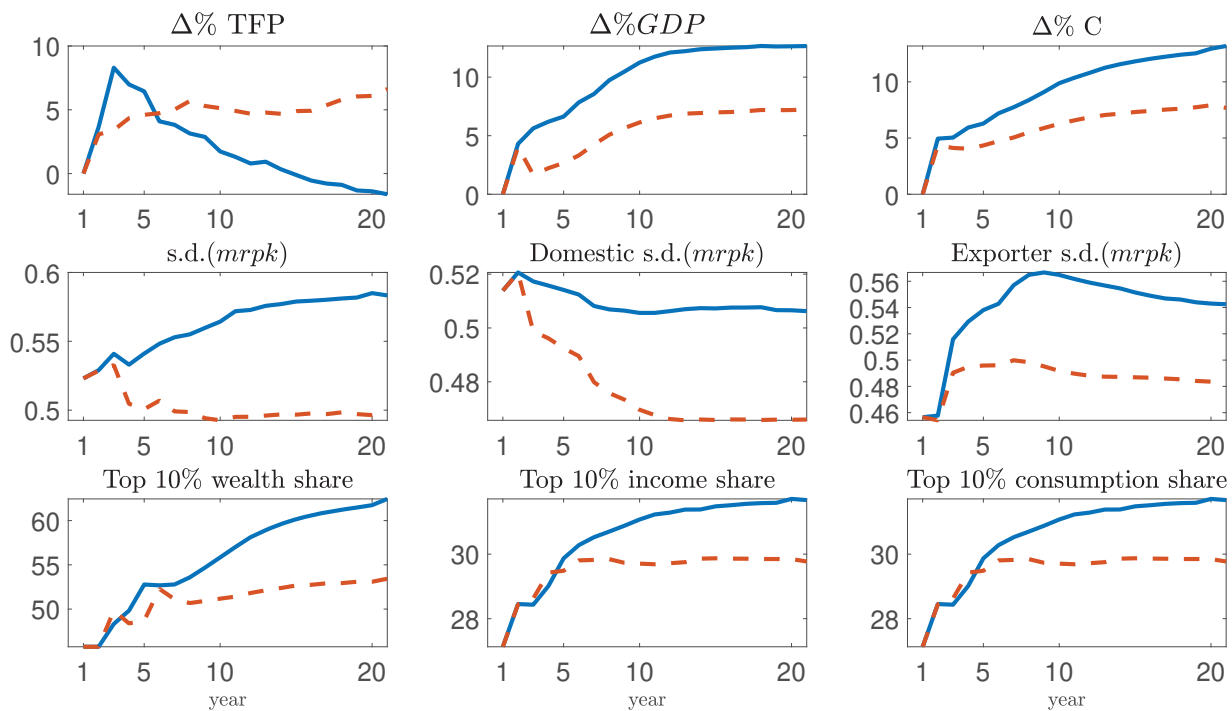 Δ% TFP
10
5
0
1 5 10 20
Δ%GDP
10
5
0
1 5 10 20
Δ% C
10
5
0
1 5 10 20
s.d.(mrpk)
0.6
0.55
0.5
1 5 10 20
Domestic s.d.(mrpk)
0.52
0.5
0.48
1 5 10 20
Exporter s.d.(mrpk)
0.56
0.54
0.52
0.5
0.48
0.46
1 5 10 20
Top 10% wealth share
60
55
50
1 5 10 20
year
Top 10% income share
30
28
1 5 10 20
year
Top 10% consumption share
30
28
1 5 10 20
year